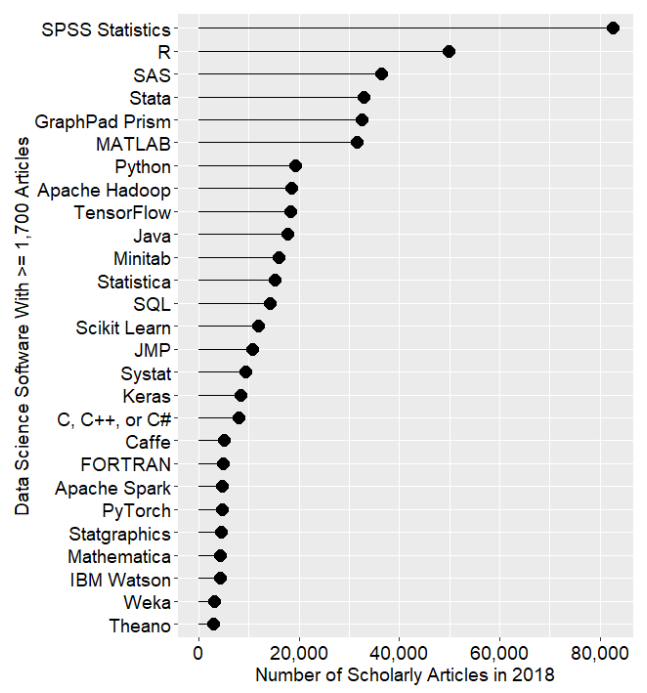 SPSS Statistics
R
SAS
Stata
GraphPad Prism
MATLAB
Python
Apache Hadoop
TensorFlow
Java
Minitab
Statistica
SQL
Scikit Learn
JMP
Systat
Keras
C, C++, or C#
Caffe
FORTRAN
Apache Spark
PyTorch
Statgraphics
Mathematica
IBM Watson
Weka
Theano
Data Science Software With >= 1,700 Articles
0 20,000 40,000 60,000 80,000
Number of Scholarly Articles in 2018